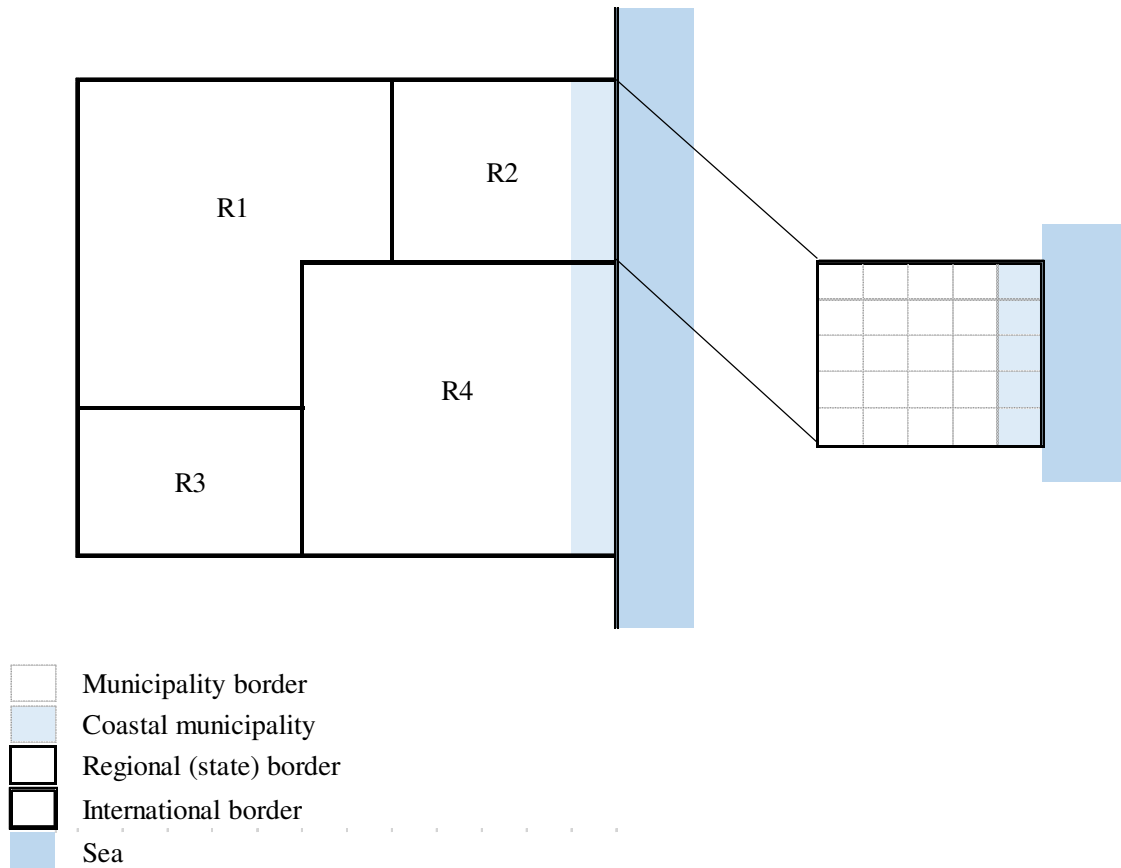 R1
R2
R4
R3
Municipality border
Coastal municipality
Regional (state) border
International border
Sea